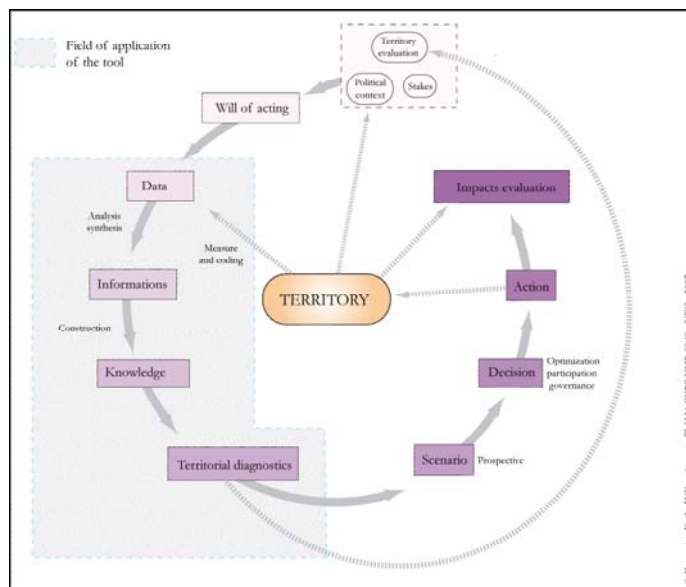 Field of application
of the tool
Territory
evaluation
Political
context
Stakes
Will of acting
Data
Impacts evaluation
Analysis
synthesis
Measure
and coding
Informations
TERRITORY
Action
Construction
Knowledge
Decision
Optimization
participation
governance
Territorial diagnostics
Scenario
Prospective